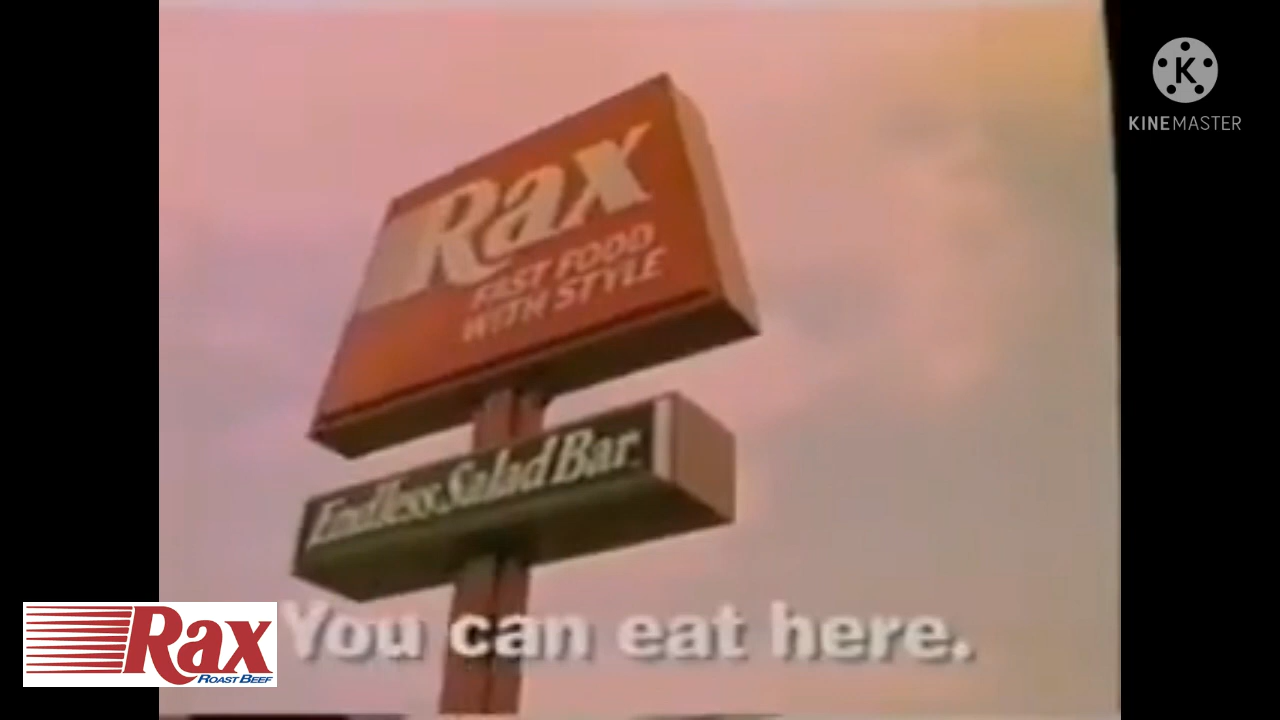 Rax
FAST FOOD
WITH STYLE
Endless Salad Bar
You can eat here.
Rax
ROAST BEEF
KINEMASTER